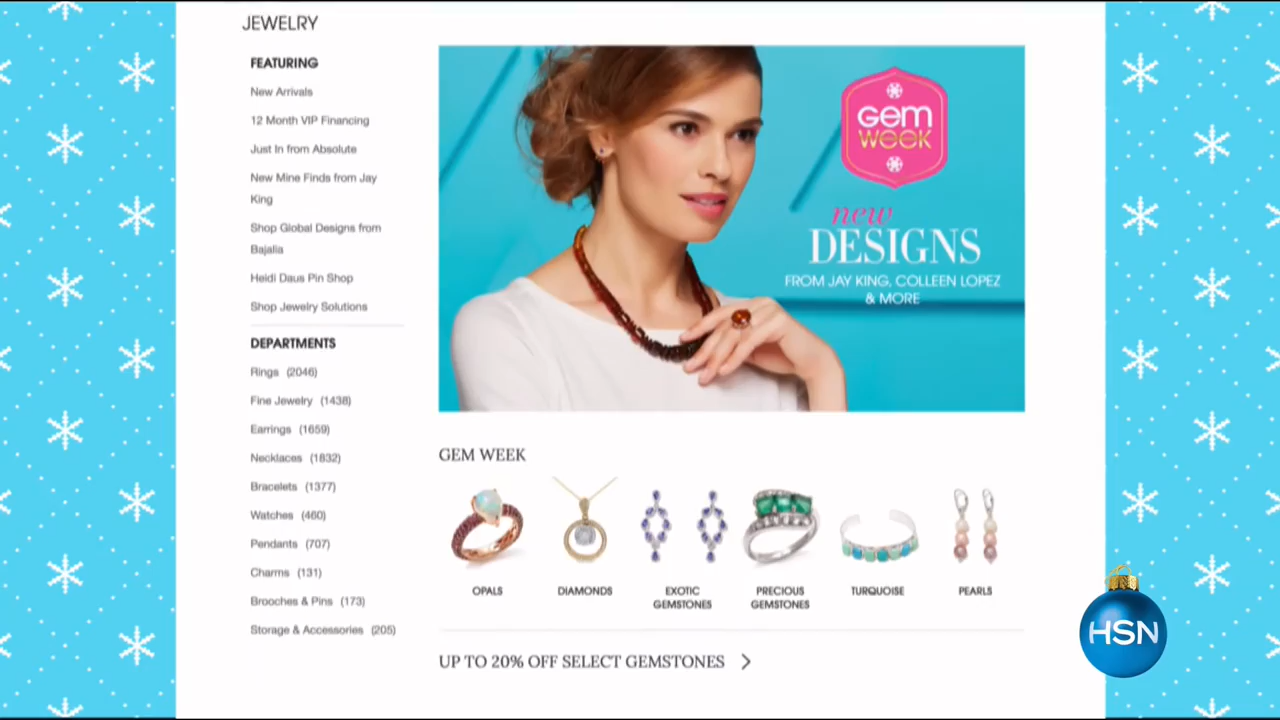 JEWELRY
FEATURING
New Arrivals
12 Month VIP Financing
Just In from Absolute
New Mine Finds from Jay
King
Shop Global Designs from
Bajalia
Heidi Daus Pin Shop
Shop Jewelry Solutions
DEPARTMENTS
Rings (2046)
Fine Jewelry (1438)
Earrings (1659)
Necklaces (1832)
Bracelets (1377)
Watches (460)
Pendants (707)
Charms (131)
Brooches & Pins (173)
Storage & Accessories (205)
Gem
WEEK
new
DESIGNS
FROM JAY KING, COLLEEN LOPEZ
& MORE
GEM WEEK
OPALS
DIAMONDS
EXOTIC
GEMSTONES
PRECIOUS
GEMSTONES
TURQUOISE
PEARLS
UP TO 20% OFF SELECT GEMSTONES
HSN